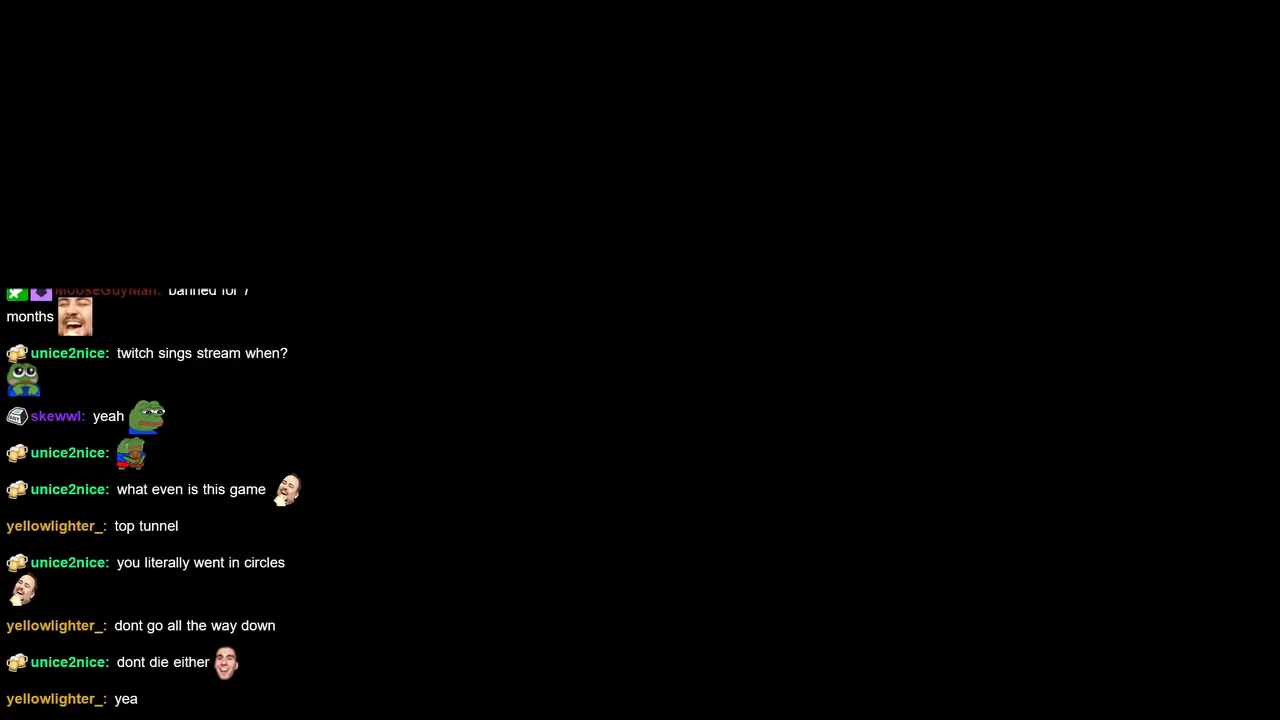 MooseGuyMan: banned for 7
months
unice2nice: twitch sings stream when?
skewwl: yeah
unice2nice:
unice2nice: what even is this game
yellowlighter_: top tunnel
unice2nice: you literally went in circles
yellowlighter_: dont go all the way down
unice2nice: dont die either
yellowlighter_: yea